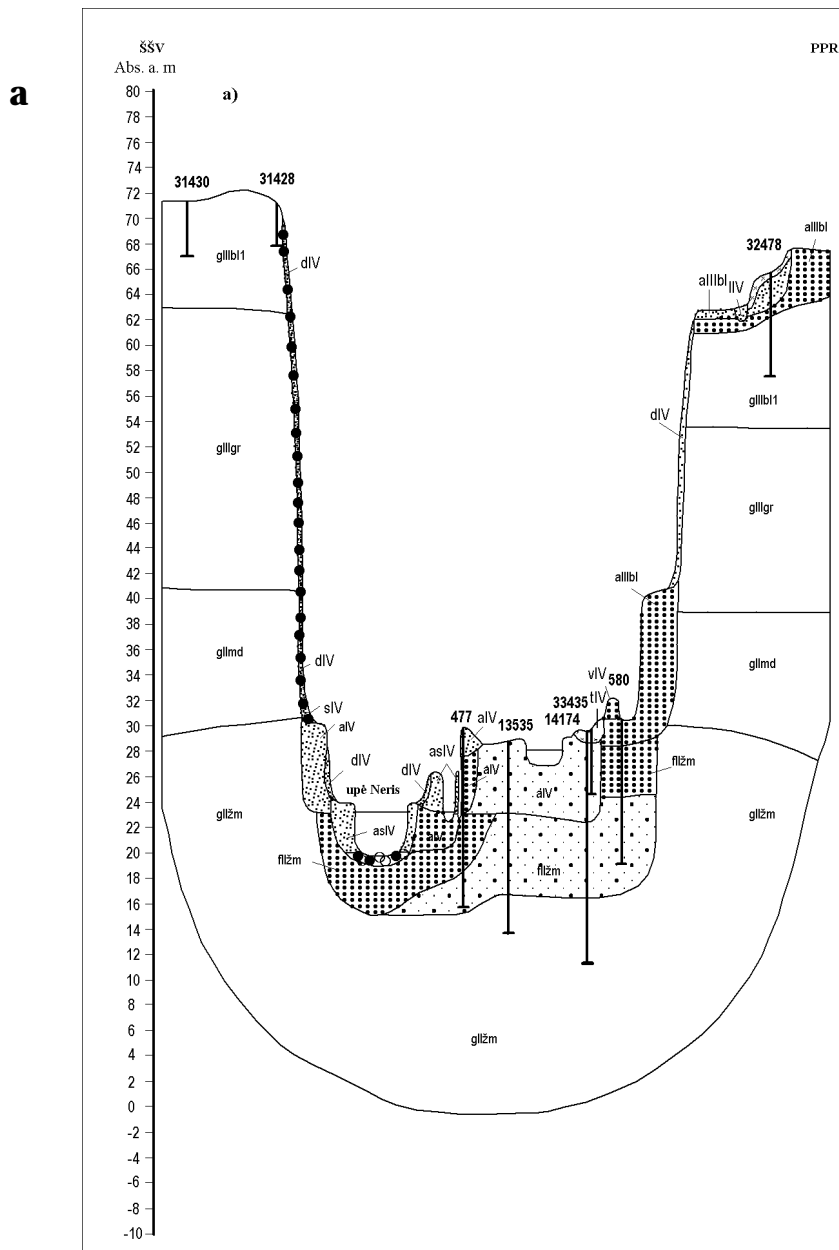 a
ŠŠV
PPR
Abs. a. m
a)
80
78
76
74
72
70
68
66
64
62
60
58
56
54
52
50
48
46
44
42
40
38
36
34
32
30
28
26
24
22
20
18
16
14
12
10
8
6
4
2
0
-2
-4
-6
-8
-10
31430
31428
gIIIbl1
dIV
gIIIgr
gIImd
dIV
sIV
aIV
dIV
gIIžm
upė Neris
dIV
asIV
asIV
aIV
fIIžm
477
aIV
aIV
13535
aIV
33435
14174
vIV
tIV
580
fIIžm
fIIžm
gIIžm
gIIžm
aIIIbl
dIV
aIIIbl
lIV
32478
aIIIbl
gIIIbl1
gIIIgr
gIImd